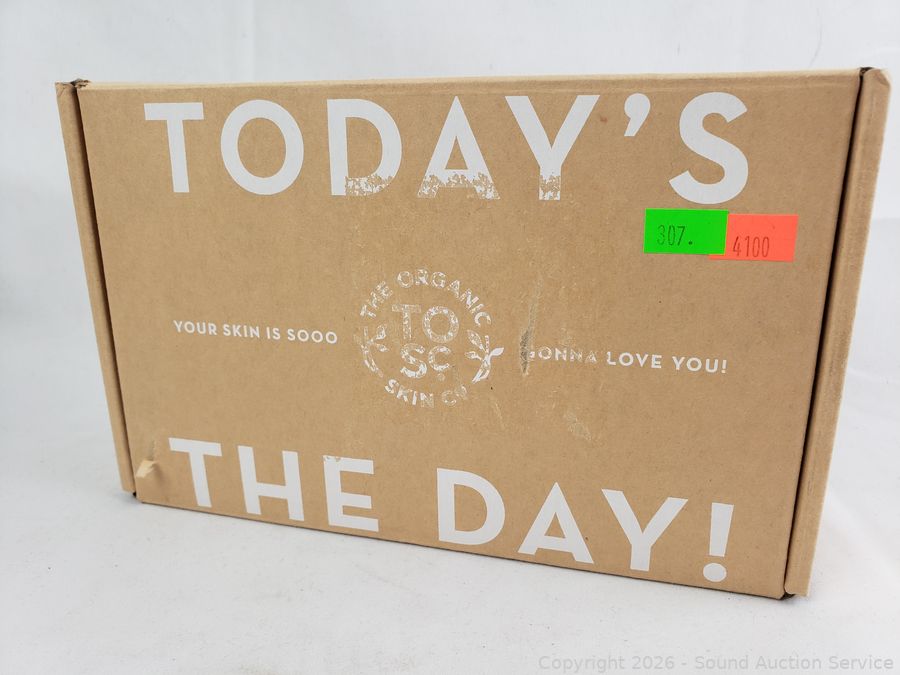 TODAY'S
307.
4100
YOUR SKIN IS SOOO
THE ORGANIC
TO
SC.
SKIN CO
GONNA LOVE YOU!
THE DAY!
Copyright 2026 - Sound Auction Service